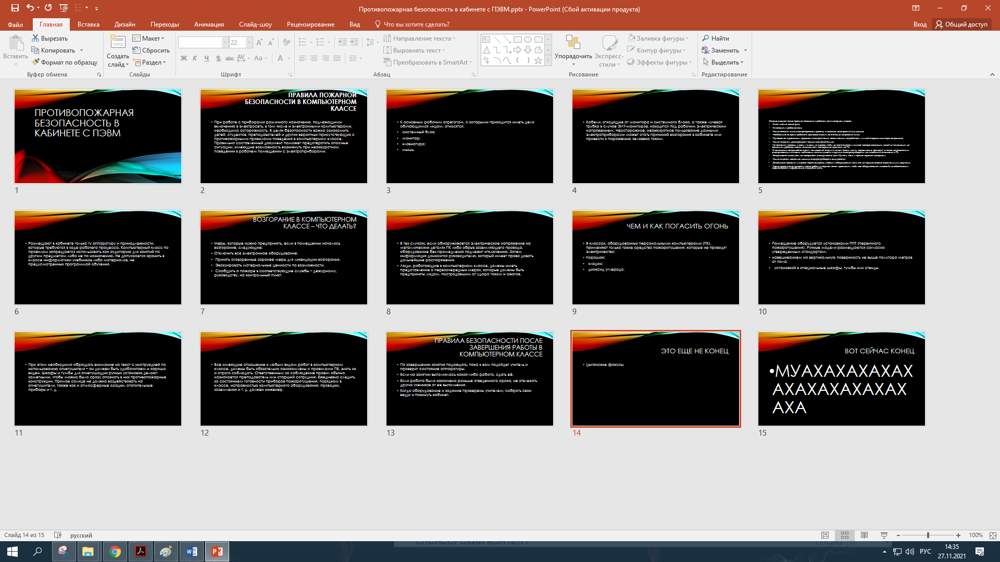 Противопожарная безопасность в кабинете с ПЭВМ.pptx - PowerPoint (Сбой активации продукта)
Файл
Главная
Вставка
Дизайн
Переходы
Анимация
Слайд-шоу
Рецензирование
Вид
Что вы хотите сделать?
Вход
Общий доступ
Вставить
Вырезать
Копировать
Формат по образцу
Буфер обмена
Создать слайд
Макет
Сбросить
Раздел
Слайды
22
Ж К Ч S abc AV Aa A
Шрифт
Направление текста
Выровнять текст
Преобразовать в SmartArt
Абзац
Упорядочить
Экспресс-стили
Заливка фигуры
Контур фигуры
Эффекты фигуры
Рисование
Найти
Заменить
Выделить
Редактирование
ПРОТИВОПОЖАРНАЯ
БЕЗОПАСНОСТЬ В
КАБИНЕТЕ С ПЭВМ
1
ПРАВИЛА ПОЖАРНОЙ
БЕЗОПАСНОСТИ В КОМПЬЮТЕРНОМ
КЛАССЕ
• При работе с приборами различного назначения, подлежащими
включению в электросеть, в том числе и электронными компьютерами,
необходима осторожность. В целях безопасности важно ознакомить
детей, студентов, преподавателей и других вероятных присутствующих с
противожарными правилами поведения в компьютерном классе.
Правильно составленный документ поможет предотвратить опасные
ситуации, имеющие возможность возникнуть при неаккуратном
поведении в рабочем помещении с электроприборами.
2
• К основным рабочим агрегатам, с которыми приходится иметь дело
обучающимся лицам, относятся:
• системный блок;
• монитор;
• клавиатура;
• мышь.
3
• Кабели, отходящие от монитора и системного блока, а также лучевая
трубка в случае ЭЛТ-мониторов, находятся под рабочим электрическим
напряжением. Неосторожное, неаккуратное пользование данными
электроприборами может стать причиной возгорания в кабинете или
привести к поражению человека током.
4
5
• Размещают в кабинете только ту аппаратуру и принадлежности,
которые требуются в ходе рабочего процесса. Компьютерный класс по
правилам запрещается использовать как аудиторию для занятий по
другим предметам либо не по назначению. Не допускается хранить в
классе информатики учебников либо материалов, не
предусмотренных программой обучения.
6
ВОЗГОРАНИЕ В КОМПЬЮТЕРНОМ
КЛАССЕ – ЧТО ДЕЛАТЬ?
• Меры, которые нужно предпринять, если в помещении началось
возгорание, следующие:
• Отключить все электронное оборудование.
• Принять оговоренные заранее меры для ликвидации возгорания.
• Эвакуировать материальные ценности по возможности.
• Сообщить о пожаре в соответствующие службы – дежурному,
руководству, на контрольный пункт.
7
• В тех случаях, если обнаруживается электрическое напряжение на
металлических деталях ПК либо обрыв заземляющего провода,
оборудование без промедления подлежит отключению. Затем
информация доносится руководителю, который имеет право давать
дальнейшие распоряжения.
• Люди, работающие в компьютерном классе, должны иметь
представление о первоочередных мерах, которые должны быть
предприняты лицам, пострадавшим от удара током и ожогов.
8
ЧЕМ И КАК ПОГАСИТЬ ОГОНЬ
• В классах, оборудованных персональными компьютерами (ПК),
применяют только такие средства пожаротушения, которые не проводят
электричество:
• порошок;
• хладон;
• диоксид углерода.
9
• Помещение оборудуется установками ППТ (первичного
пожаротушения). Ручные модели размещаются согласно
утвержденным стандартам:
• навешиванием на вертикальную поверхность не выше полутора метров
от пола;
• установкой в специальные шкафы, тумбы или стенды.
10
• При этом необходимо обращать внимание на текст с инструкцией по
использованию огнетушителя – он должен быть удобочитаем и хорошо
виден. Шкафы и тумбы для огнетушащих ручных установок делают
заметными, чтобы можно было сразу опознать в них противопожарные
конструкции. Прямое солнце не должно воздействовать на
огнетушители, также как и атмосферные осадки, отопительные
приборы и т. д.
11
• Все имеющие отношение к любым видам работ в компьютерном
классе, должны быть обязательно ознакомлены с правилами ПБ, знать их
и строго соблюдать. Ответственным за соблюдение правил обычно
назначается преподаватель или старший сотрудник. Ежедневно следить
за состоянием готовности приборов пожаротушения, порядком в
классе, исправностью компьютерного оборудования, проводки,
заземления и т. д. должен инженер.
12
ПРАВИЛА БЕЗОПАСНОСТИ ПОСЛЕ
ЗАВЕРШЕНИЯ РАБОТЫ В
КОМПЬЮТЕРНОМ КЛАССЕ
• По завершении занятия подождать, пока к вам подойдет учитель и
проверит состояние аппаратуры.
• Если на занятии выполнялась какая-либо работа, сдать её.
• Если работа была закончена раньше отведенного срока, не отвлекать
других учеников от ее выполнения.
• Когда оборудование и задание проверены учителем, собрать свои
вещи и покинуть кабинет.
13
ЭТО ЕЩЕ НЕ КОНЕЦ
• Цыганские фокусы
14
ВОТ СЕЙЧАС КОНЕЦ
•МУАХАХАХАХАХ
АХАХАХАХАХАХАХ
АХА
15
Слайд 14 из 15
русский
100%
РУС
14:35
27.11.2021